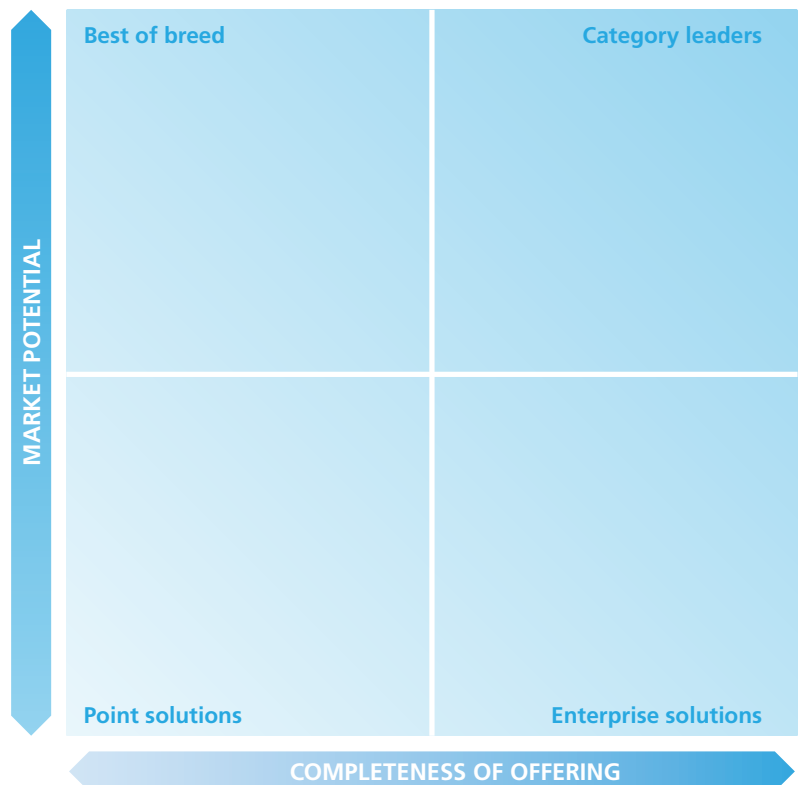 Best of breed
Category leaders
MARKET POTENTIAL
Point solutions
Enterprise solutions
COMPLETENESS OF OFFERING